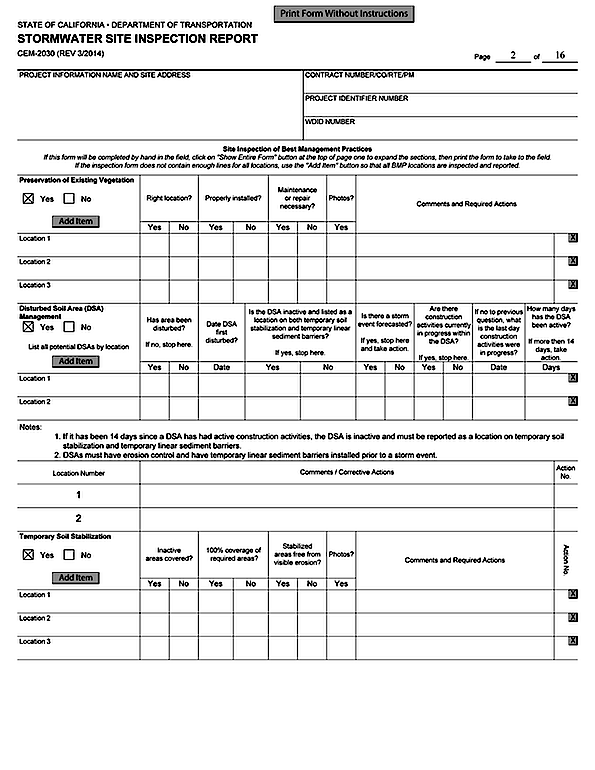 Print Form Without Instructions
STATE OF CALIFORNIA • DEPARTMENT OF TRANSPORTATION
STORMWATER SITE INSPECTION REPORT
CEM-2030 (REV 3/2014)
Page 2 of 16
PROJECT INFORMATION NAME AND SITE ADDRESS
CONTRACT NUMBER/CO/RTE/PM
PROJECT IDENTIFIER NUMBER
WDID NUMBER
Site Inspection of Best Management Practices
If this form will be completed by hand in the field, click on "Show Entire Form" button at the top of page one to expand the sections, then print the form to take to the field.
If the inspection form does not contain enough lines for all locations, use the "Add Item" button so that all BMP locations are inspected and reported.
Preservation of Existing Vegetation
X Yes No
Add Item
Right location?
Properly installed?
Maintenance
or repair
necessary?
Photos?
Comments and Required Actions
Yes No Yes No Yes No Yes
Location 1 X
Location 2 X
Location 3 X
Disturbed Soil Area (DSA)
Management
X Yes No
List all potential DSAs by location
Add Item
Has area been
disturbed?
If no, stop here.
Date DSA
first
disturbed?
Is the DSA inactive and listed as a
location on both temporary soil
stabilization and temporary linear
sediment barriers?
If yes, stop here.
Is there a storm
event forecasted?
If yes, stop here
and take action.
Are there
construction
activities currently
in progress within
the DSA?
If yes, stop here.
If no to previous
question, what
is the last day
construction
activities were
in progress?
How many days
has the DSA
been active?
If more then 14
days, take
action.
Yes No Date Yes No Yes No Yes No Date Days
Location 1 X
Location 2 X
Notes:
1. If it has been 14 days since a DSA has had active construction activities, the DSA is inactive and must be reported as a location on temporary soil
stabilization and temporary linear sediment barriers.
2. DSAs must have erosion control and have temporary linear sediment barriers installed prior to a storm event.
Location Number
Comments / Corrective Actions
Action
No.
1
2
Temporary Soil Stabilization
X Yes No
Add Item
Inactive
areas covered?
100% coverage of
required areas?
Stabilized
areas free from
visible erosion?
Photos?
Comments and Required Actions
Action No.
Yes No Yes No Yes No Yes
Location 1 X
Location 2 X
Location 3 X